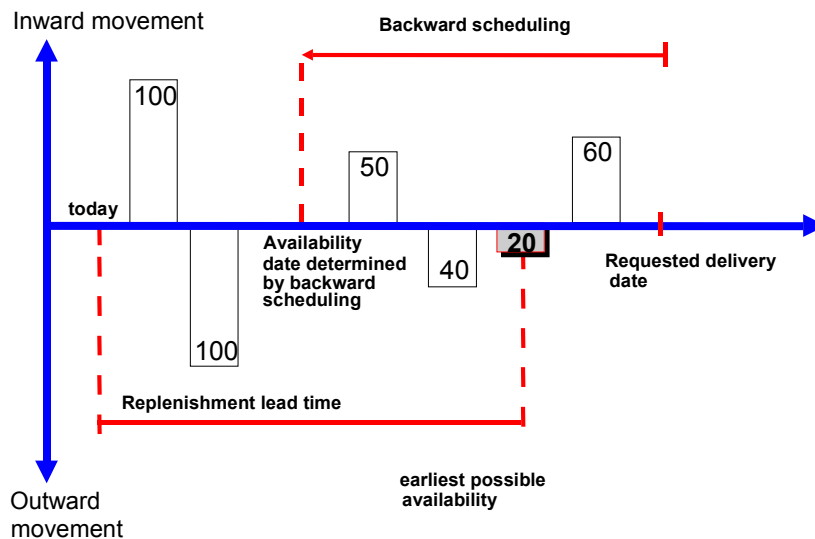 Inward movement
Backward scheduling
100
50
60
today
20
Availability
date determined
by backward
scheduling
40
Requested delivery
date
100
Replenishment lead time
earliest possible
availability
Outward
movement